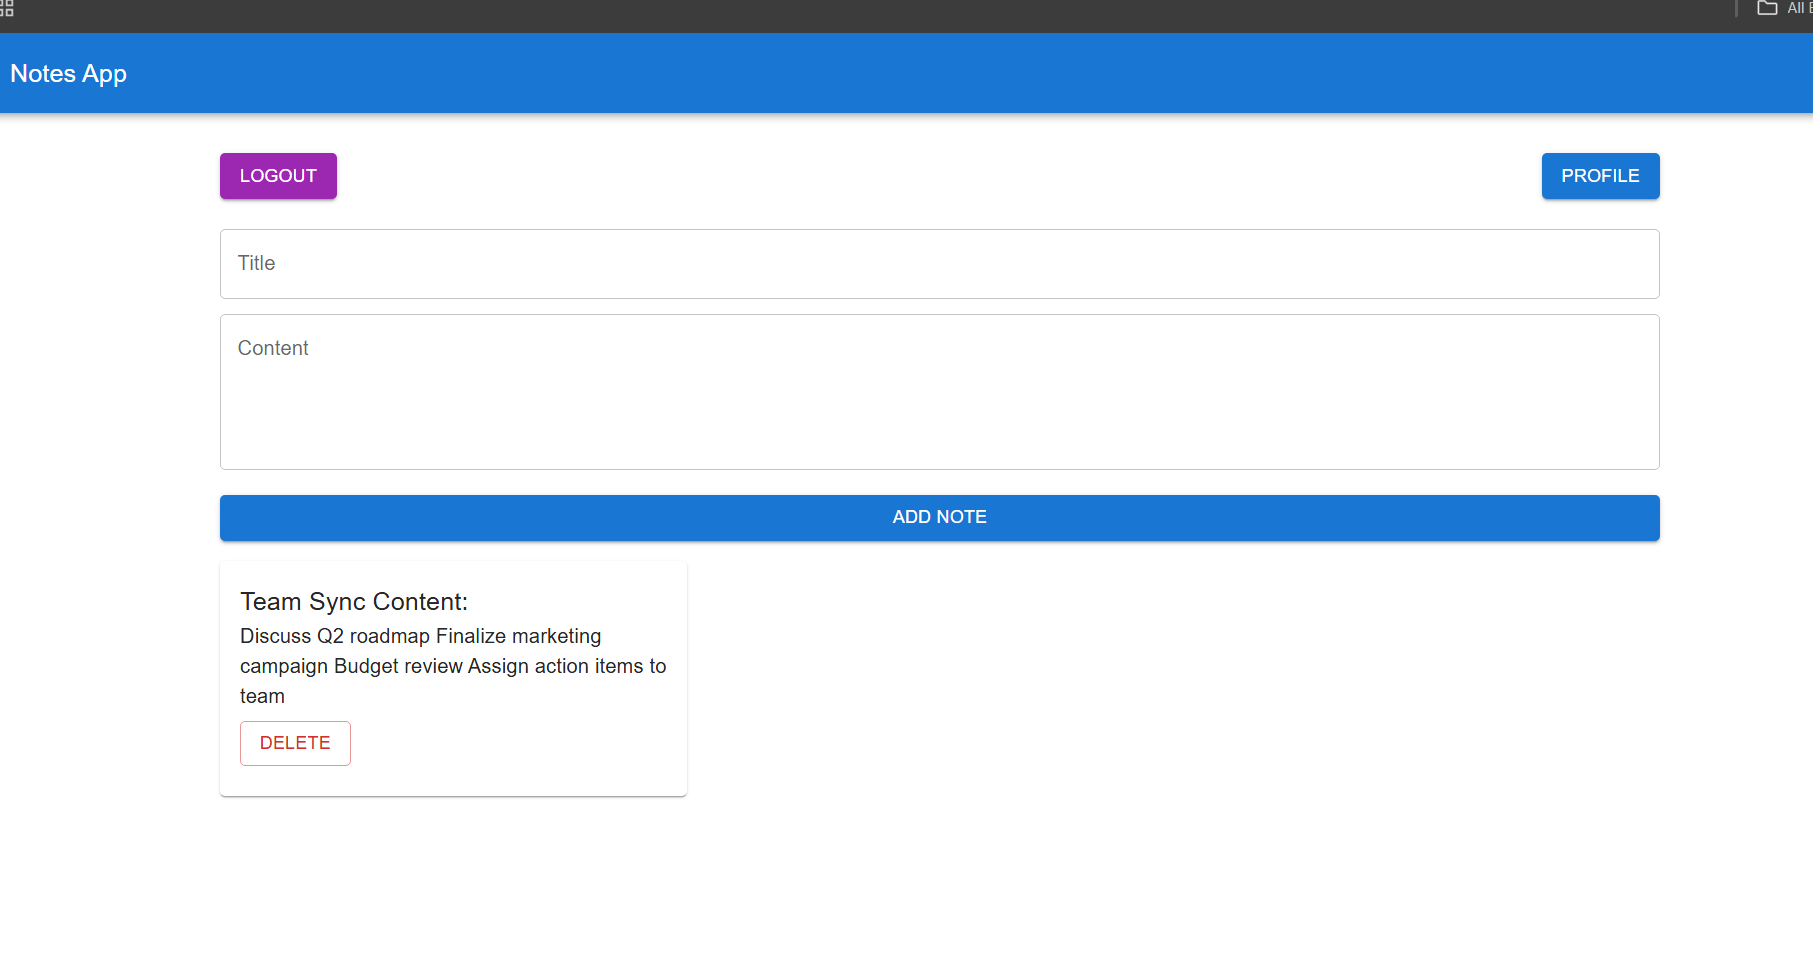 All
Notes App
LOGOUT
PROFILE
Title
Content
ADD NOTE
Team Sync Content:
Discuss Q2 roadmap Finalize marketing
campaign Budget review Assign action items to
team
DELETE